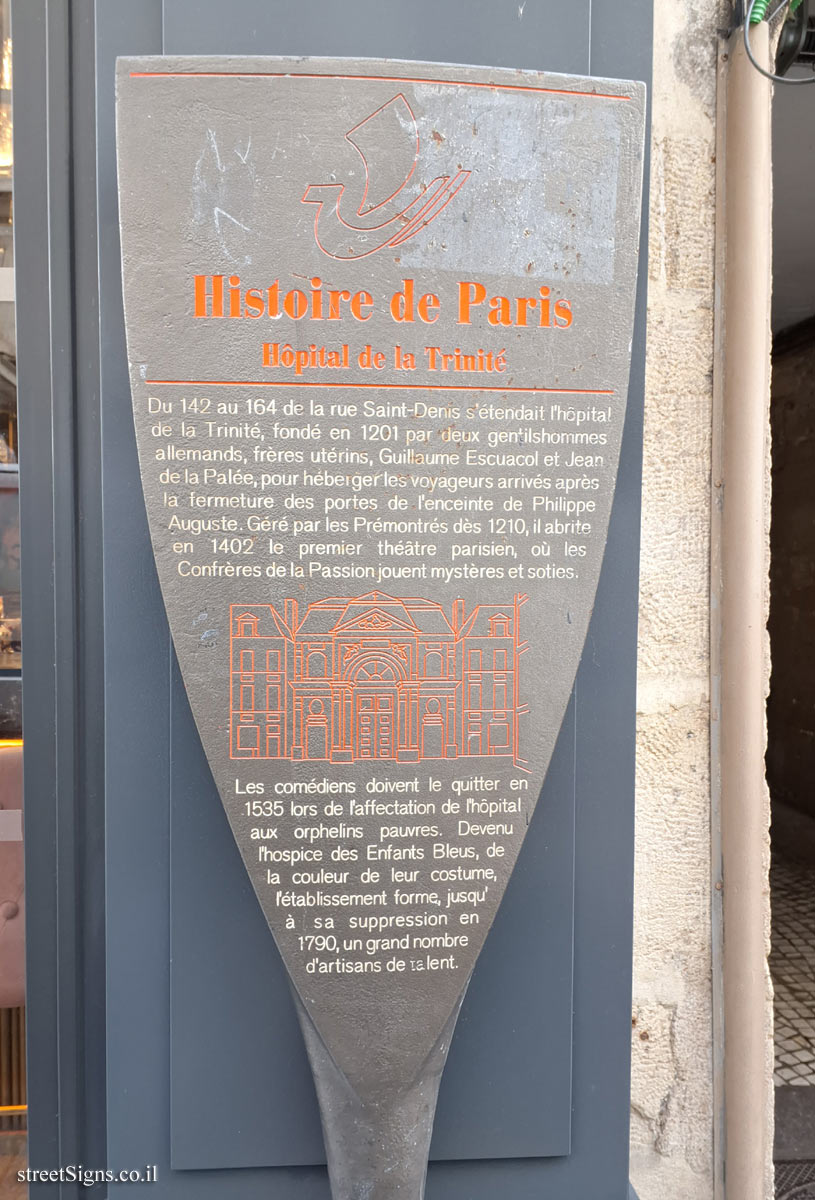 Histoire de Paris
Hôpital de la Trinité
Du 142 au 164 de la rue Saint-Denis s'étendait l'hôpital
de la Trinité, fondé en 1201 par deux gentilshommes
allemands, frères utérins, Guillaume Escuacol et Jean
de la Palée, pour héberger les voyageurs arrivés après
la fermeture des portes de l'enceinte de Philippe
Auguste. Géré par les Prémontrés dès 1210, il abrite
en 1402 le premier théâtre parisien, où les
Confrères de la Passion jouent mystères et soties.
Les comédiens doivent le quitter en
1535 lors de l'affectation de l'hôpital
aux orphelins pauvres. Devenu
l'hospice des Enfants Bleus, de
la couleur de leur costume,
l'établissement forme, jusqu'
à sa suppression en
1790, un grand nombre
d'artisans de talent.
streetSigns.co.il